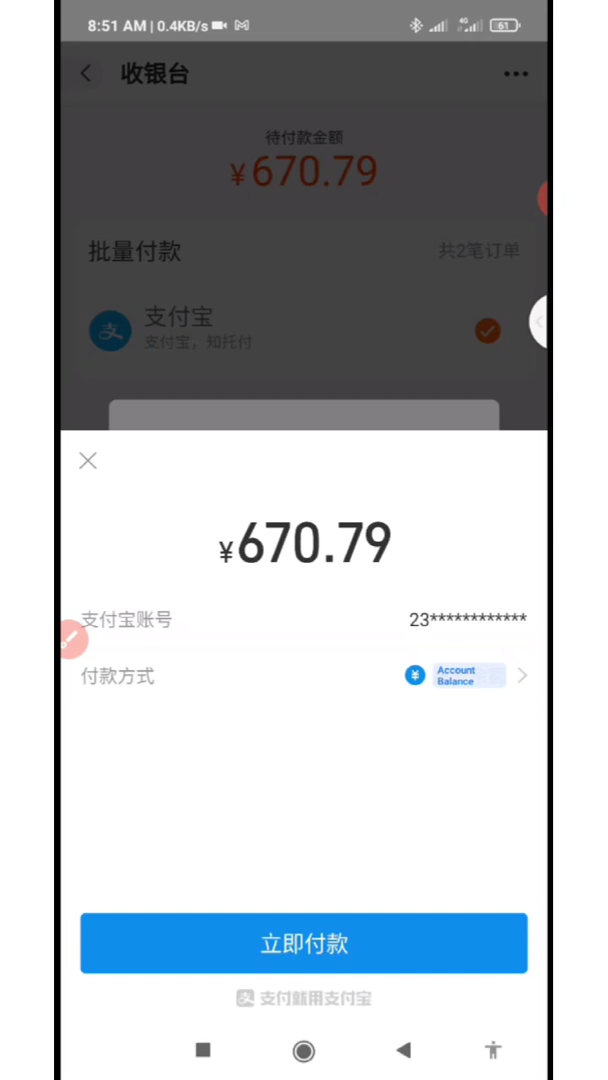 8:51 AM | 0.4KB/s
4G
61
收银台
待付款金额
¥670.79
批量付款
共2笔订单
支付宝
支付宝，知托付
¥670.79
支付宝账号
23************
付款方式
Account
Balance
立即付款
支付就用支付宝